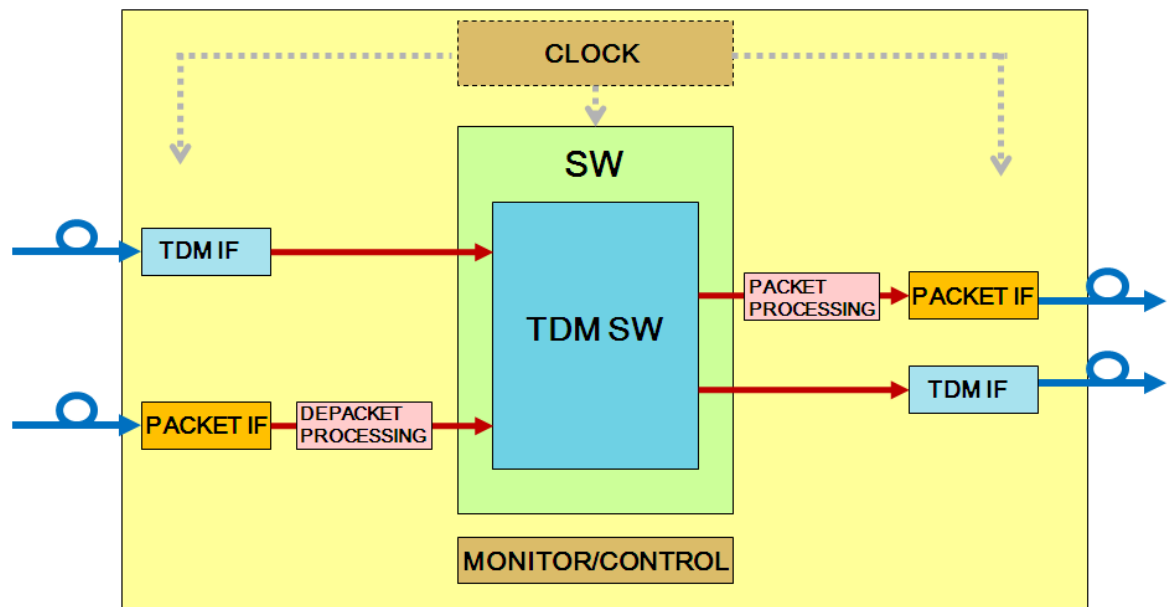 CLOCK
SW
TDM IF
TDM SW
PACKET
PROCESSING
PACKET IF
TDM IF
PACKET IF
DEPACKET
PROCESSING
MONITOR/CONTROL